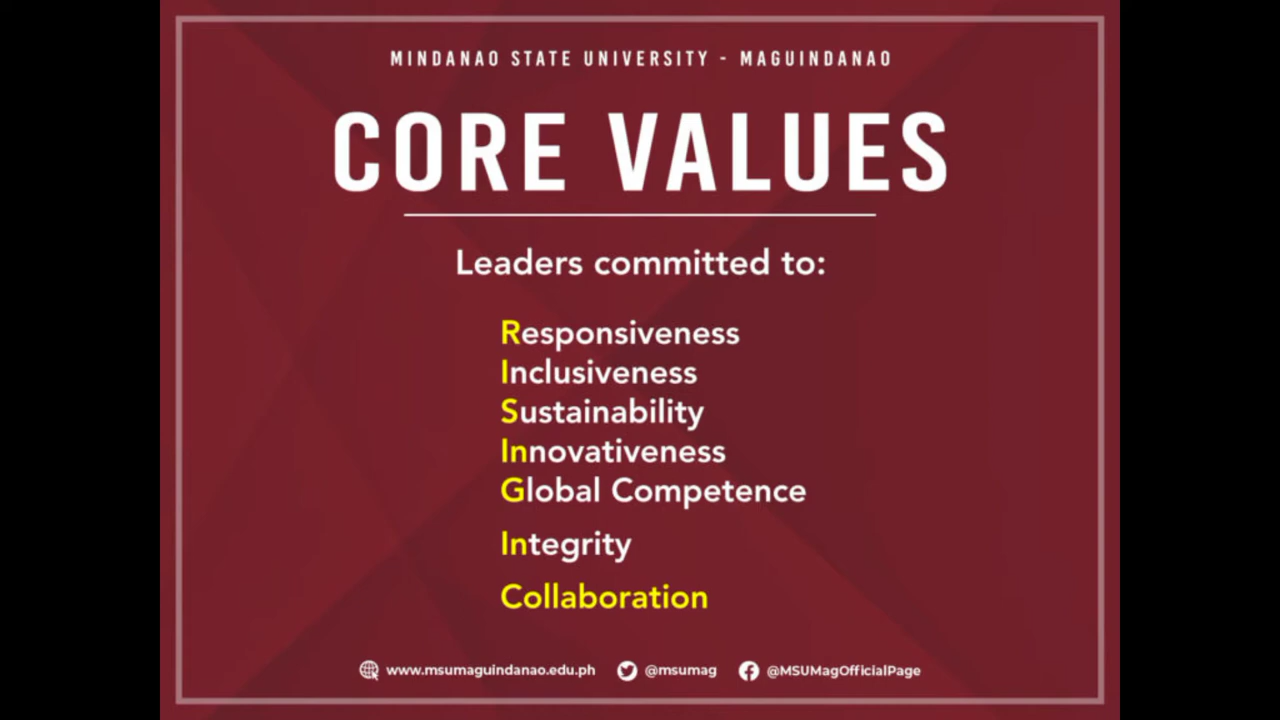 MINDANAO STATE UNIVERSITY - MAGUINDANAO
CORE VALUES
Leaders committed to:
Responsiveness
Inclusiveness
Sustainability
Innovativeness
Global Competence
Integrity
Collaboration
www.msumaguindanao.edu.ph @msumag @MSUMagOfficialPage